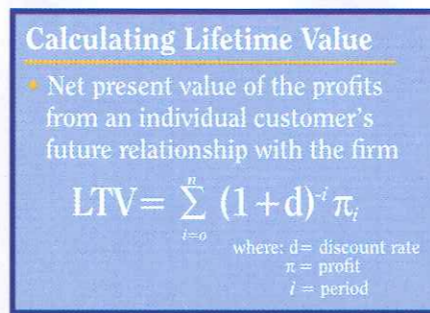 Calculating Lifetime Value
• Net present value of the profits
from an individual customer's
future relationship with the firm
LTV= n∑i=o (1+d)⁻ⁱ πᵢ
where: d= discount rate
π = profit
i = period